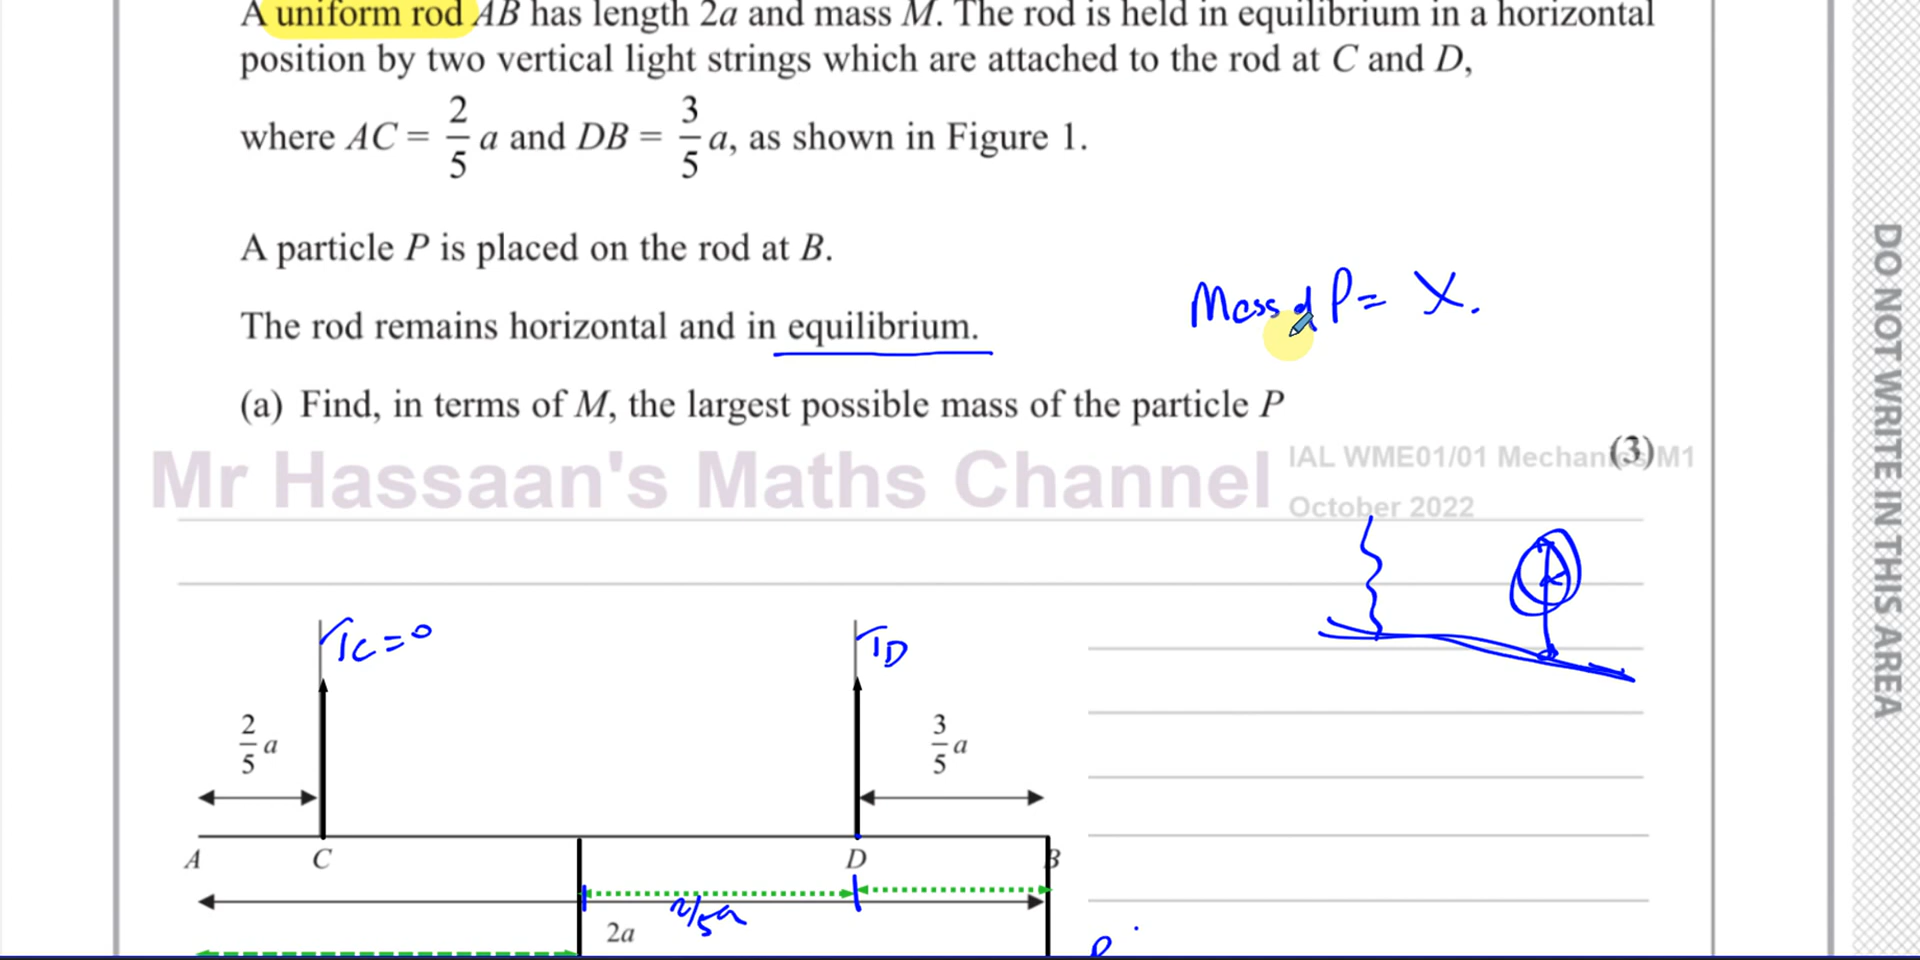 A uniform rod AB has length 2a and mass M. The rod is held in equilibrium in a horizontal
position by two vertical light strings which are attached to the rod at C and D,
where AC = 2/5 a and DB = 3/5 a, as shown in Figure 1.
A particle P is placed on the rod at B.
Mass of P = X.
The rod remains horizontal and in equilibrium.
(a) Find, in terms of M, the largest possible mass of the particle P
(3)
Mr Hassaan's Maths Channel
IAL WME01/01 Mechanics M1
October 2022
TC = 0
TD
2/5 a
3/5 a
A C D B
2/5a
2a
P
DO NOT WRITE IN THIS AREA